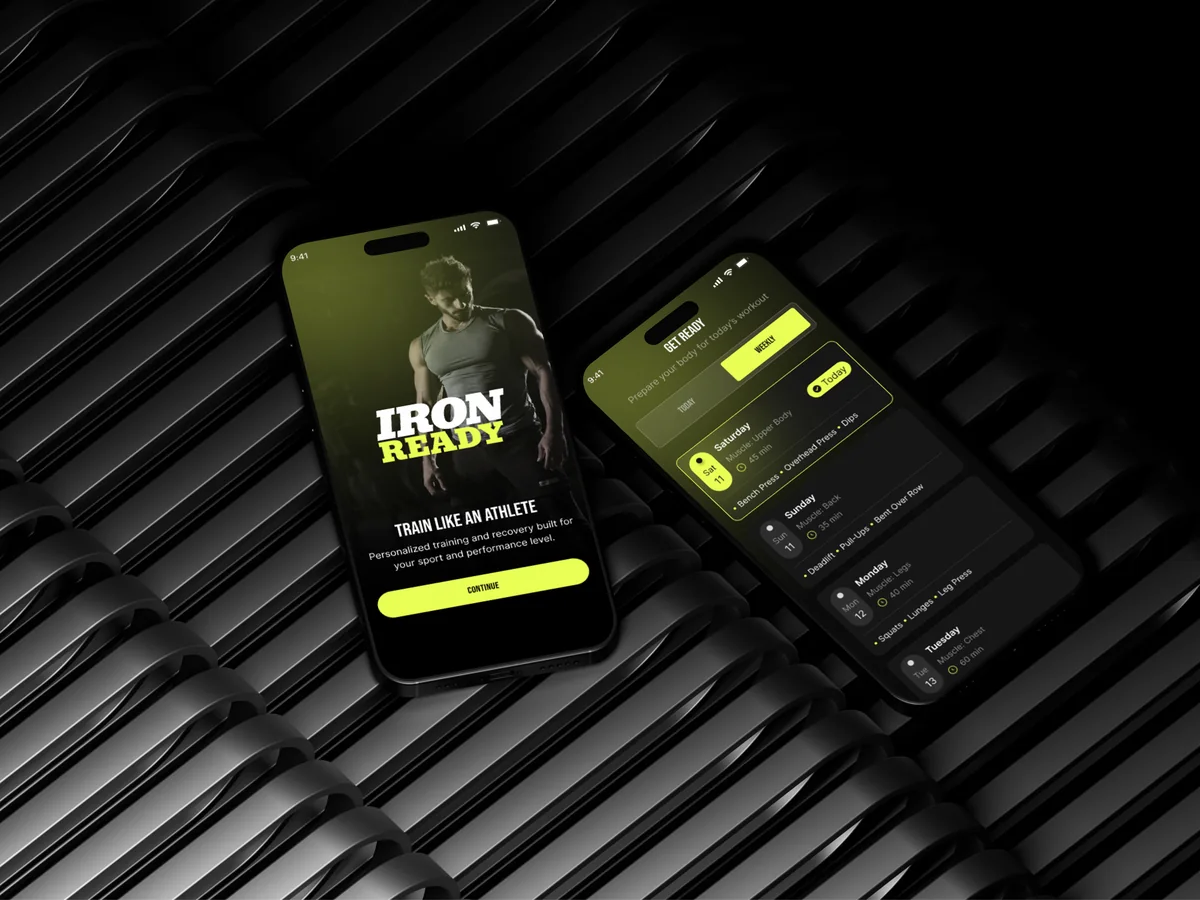 9:41
IRON
READY
TRAIN LIKE AN ATHLETE
Personalized training and recovery built for
your sport and performance level.
CONTINUE
9:41
GET READY
Prepare your body for today's workout
TODAY
WEEKLY
Sat
11
Saturday
Today
Muscle: Upper Body
45 min
• Bench Press • Overhead Press • Dips
Sun
11
Sunday
Muscle: Back
35 min
• Deadlift • Pull-Ups • Bent Over Row
Mon
12
Monday
Muscle: Legs
40 min
• Squats • Lunges • Leg Press
Tue
13
Tuesday
Muscle: Chest
60 min